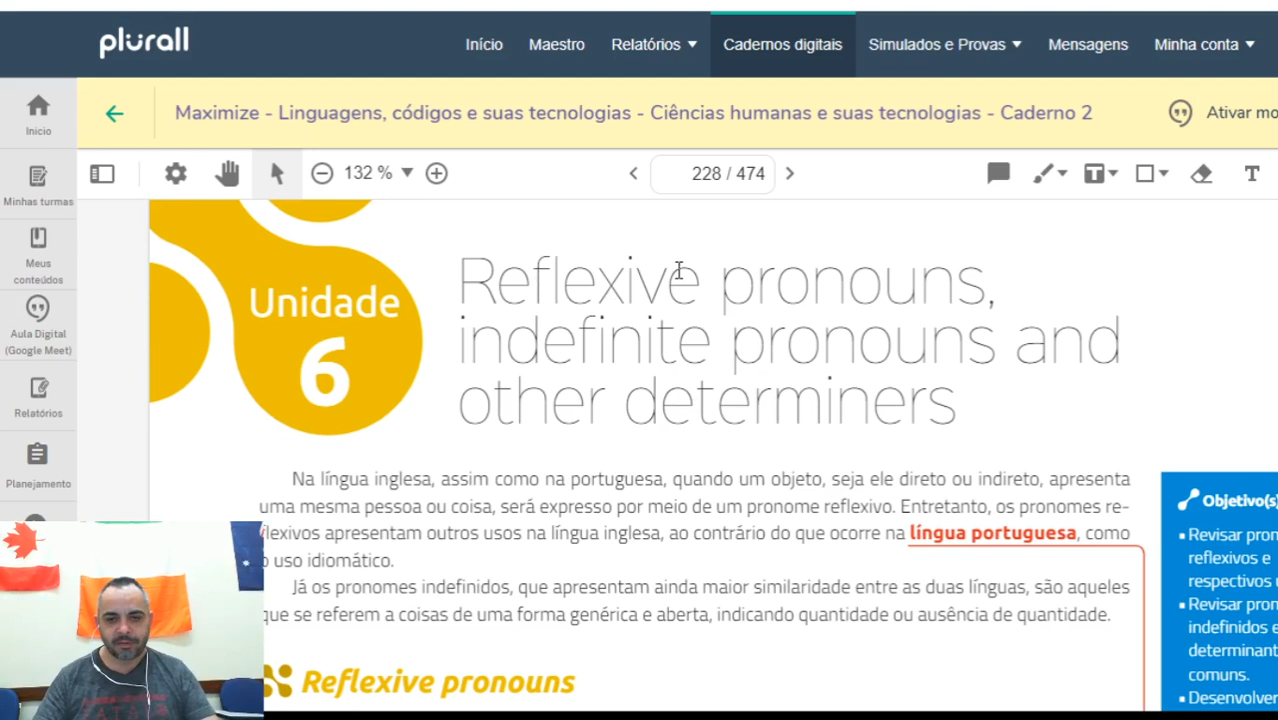 plurall
Início
Maestro
Relatórios
Cadernos digitais
Simulados e Provas
Mensagens
Minha conta
Inicio
Minhas turmas
Meus
conteúdos
Aula Digital
(Google Meet)
Relatórios
Planejamento
Maximize - Linguagens, códigos e suas tecnologias - Ciências humanas e suas tecnologias - Caderno 2
Ativar mo
132 %
228 / 474
T
T
Unidade
6
Reflexive pronouns,
indefinite pronouns and
other determiners
Na língua inglesa, assim como na portuguesa, quando um objeto, seja ele direto ou indireto, apresenta
uma mesma pessoa ou coisa, será expresso por meio de um pronome reflexivo. Entretanto, os pronomes re-
flexivos apresentam outros usos na língua inglesa, ao contrário do que ocorre na língua portuguesa, como
o uso idiomático.
Já os pronomes indefinidos, que apresentam ainda maior similaridade entre as duas línguas, são aqueles
que se referem a coisas de uma forma genérica e aberta, indicando quantidade ou ausência de quantidade.
Reflexive pronouns
Objetivo(s)
Revisar pron
reflexivos e
respectivos u
Revisar pron
indefinidos e
determinant
comuns.
Desenvolver